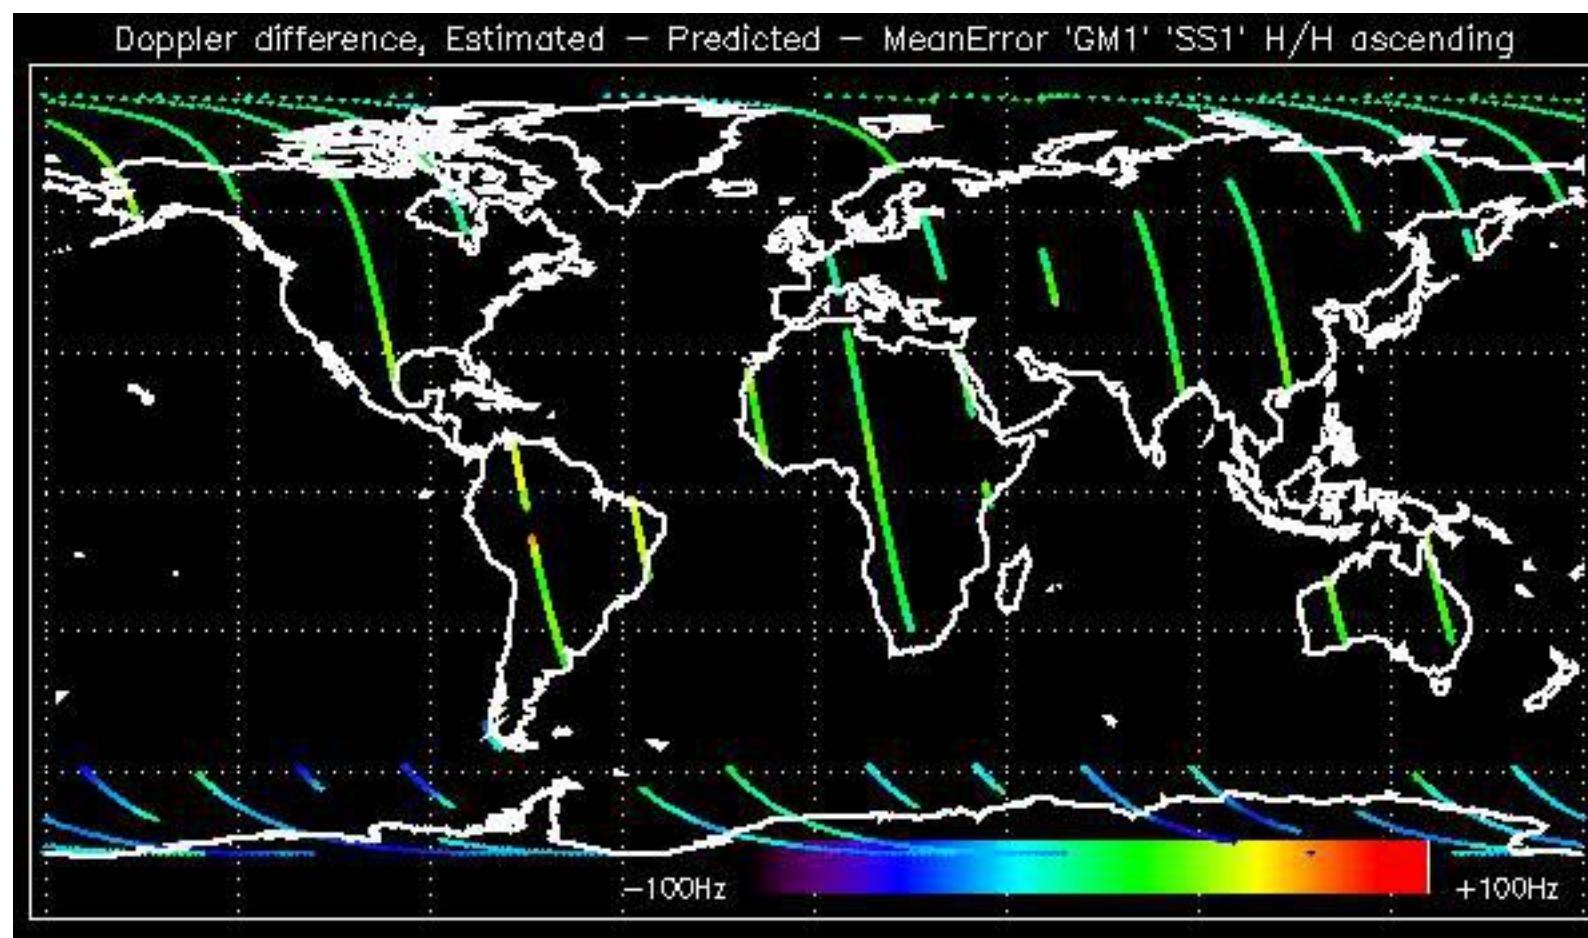 Doppler difference, Estimated – Predicted – MeanError 'GM1' 'SS1' H/H ascending
–100Hz +100Hz